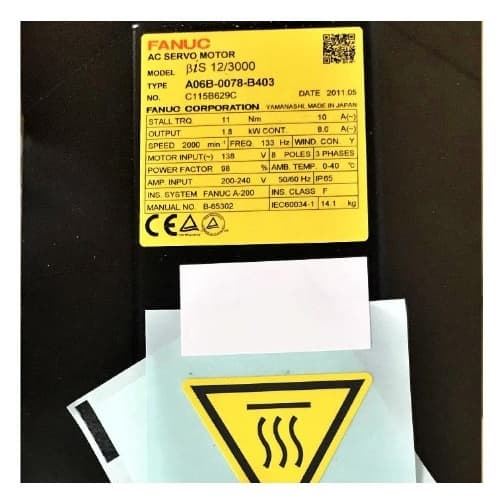 FANUC
AC SERVO MOTOR
MODEL βiS 12/3000
TYPE A06B-0078-B403
NO. C115B629C DATE 2011.05
FANUC CORPORATION YAMANASHI, MADE IN JAPAN
STALL TRQ. 11 Nm 10 A(~)
OUTPUT 1.8 kW CONT. 8.0 A(~)
SPEED 2000 min⁻¹ FREQ. 133 Hz WIND. CON. Y
MOTOR INPUT(~) 138 V 8 POLES 3 PHASES
POWER FACTOR 98 % AMB. TEMP. 0-40 ℃
AMP. INPUT 200-240 V 50/60 Hz IP65
INS. SYSTEM FANUC A-200 INS. CLASS F
MANUAL NO. B-65302 IEC60034-1 14.1 kg
CE